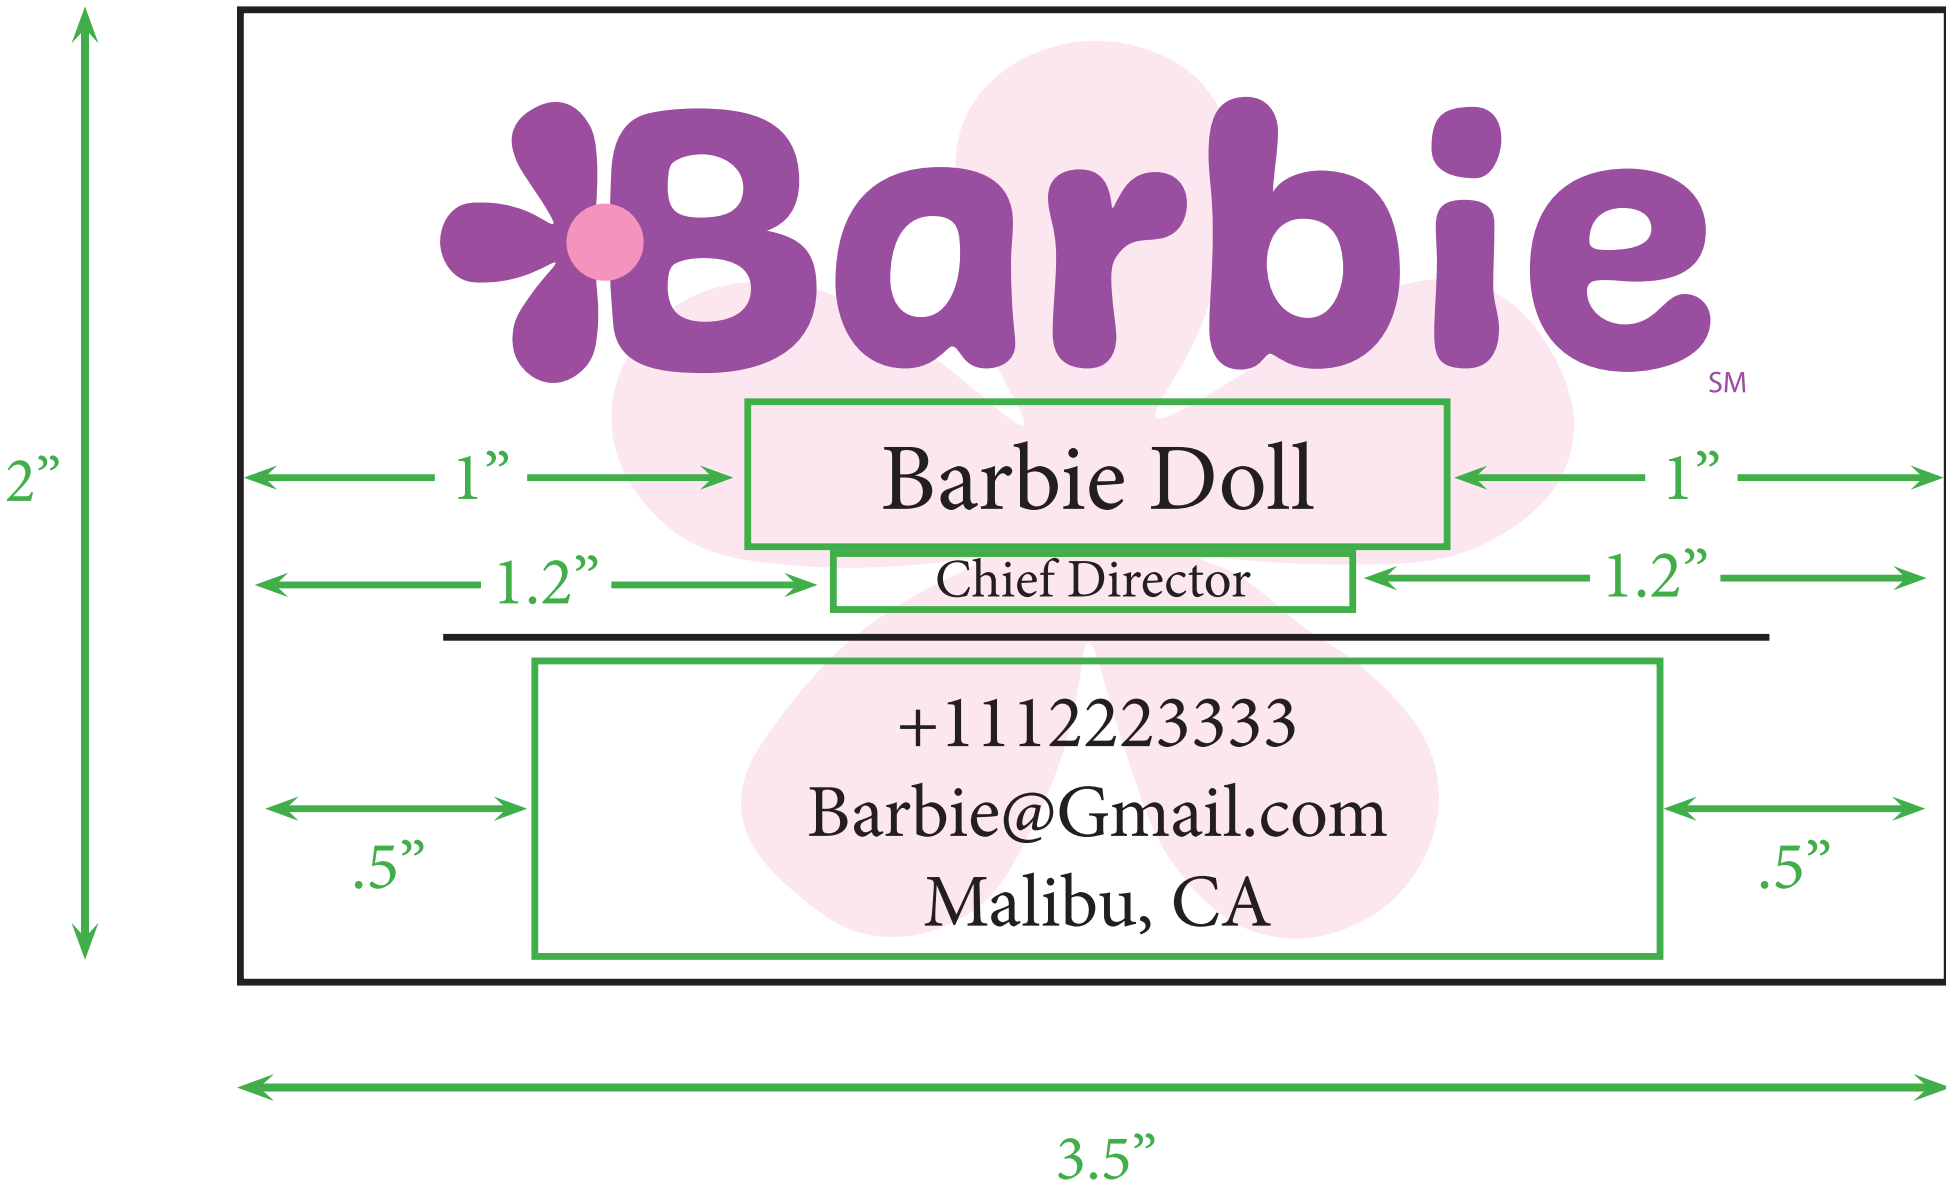 Barbie
SM
2”
1” Barbie Doll 1”
1.2” Chief Director 1.2”
+1112223333
Barbie@Gmail.com
.5” .5”
Malibu, CA
3.5”